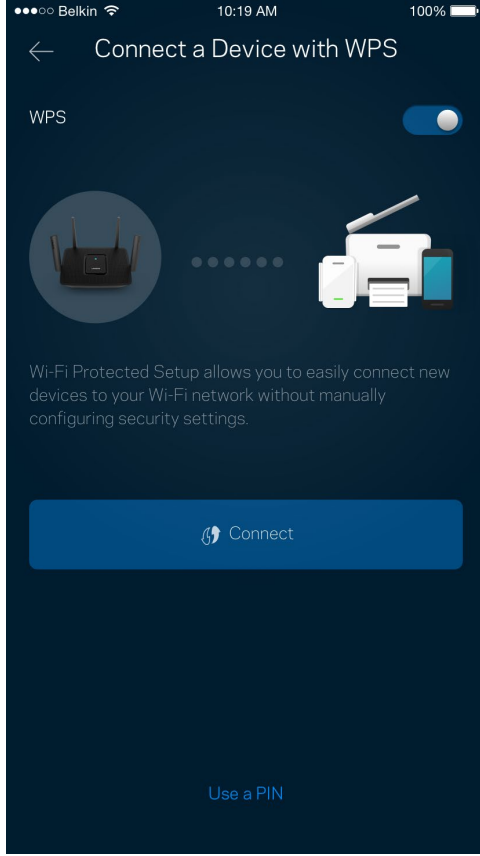 Belkin 10:19 AM 100%
Connect a Device with WPS
WPS
Wi-Fi Protected Setup allows you to easily connect new
devices to your Wi-Fi network without manually
configuring security settings.
Connect
Use a PIN